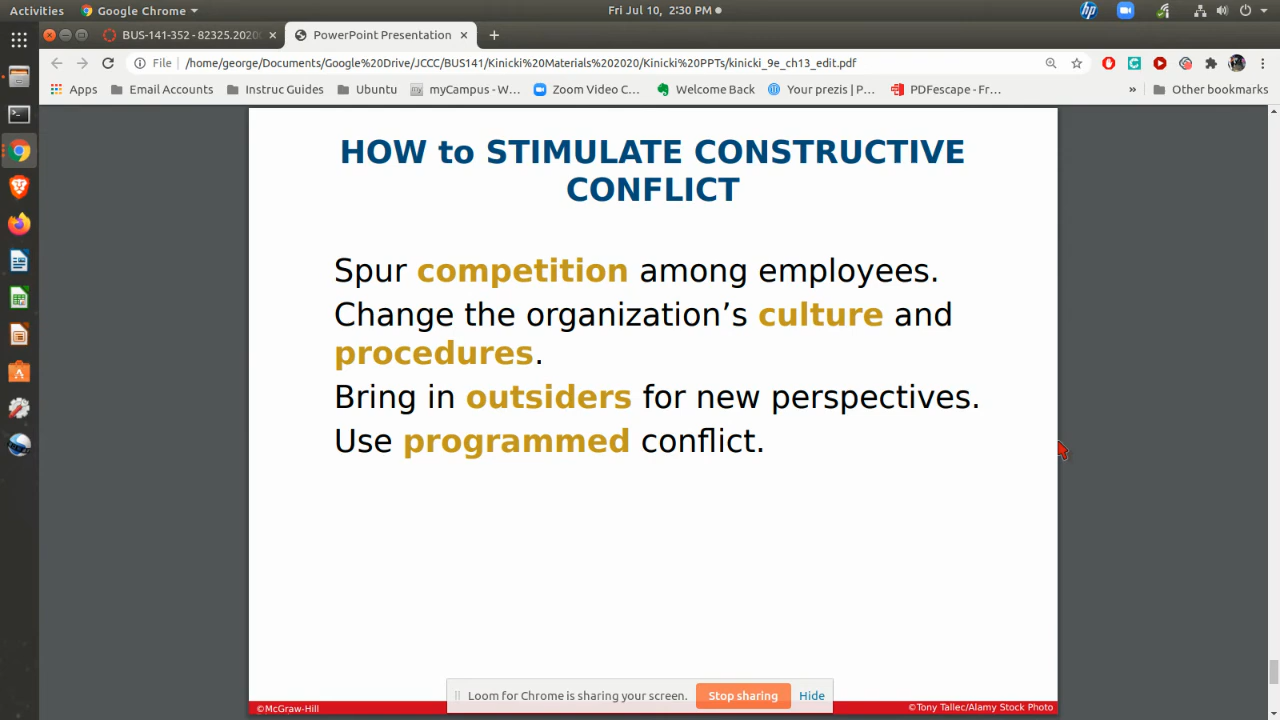 Activities Google Chrome Fri Jul 10, 2:30 PM
BUS-141-352 - 82325.2020 PowerPoint Presentation
File /home/george/Documents/Google%20Drive/JCCC/BUS141/Kinicki%20Materials%202020/Kinicki%20PPTs/kinicki_9e_ch13_edit.pdf
Apps Email Accounts Instruc Guides Ubuntu myCampus - W... Zoom Video C... Welcome Back Your prezis | P... PDFescape - Fr... » Other bookmarks
HOW to STIMULATE CONSTRUCTIVE
CONFLICT
Spur competition among employees.
Change the organization’s culture and
procedures.
Bring in outsiders for new perspectives.
Use programmed conflict.
Loom for Chrome is sharing your screen. Stop sharing Hide
©McGraw-Hill ©Tony Tallec/Alamy Stock Photo